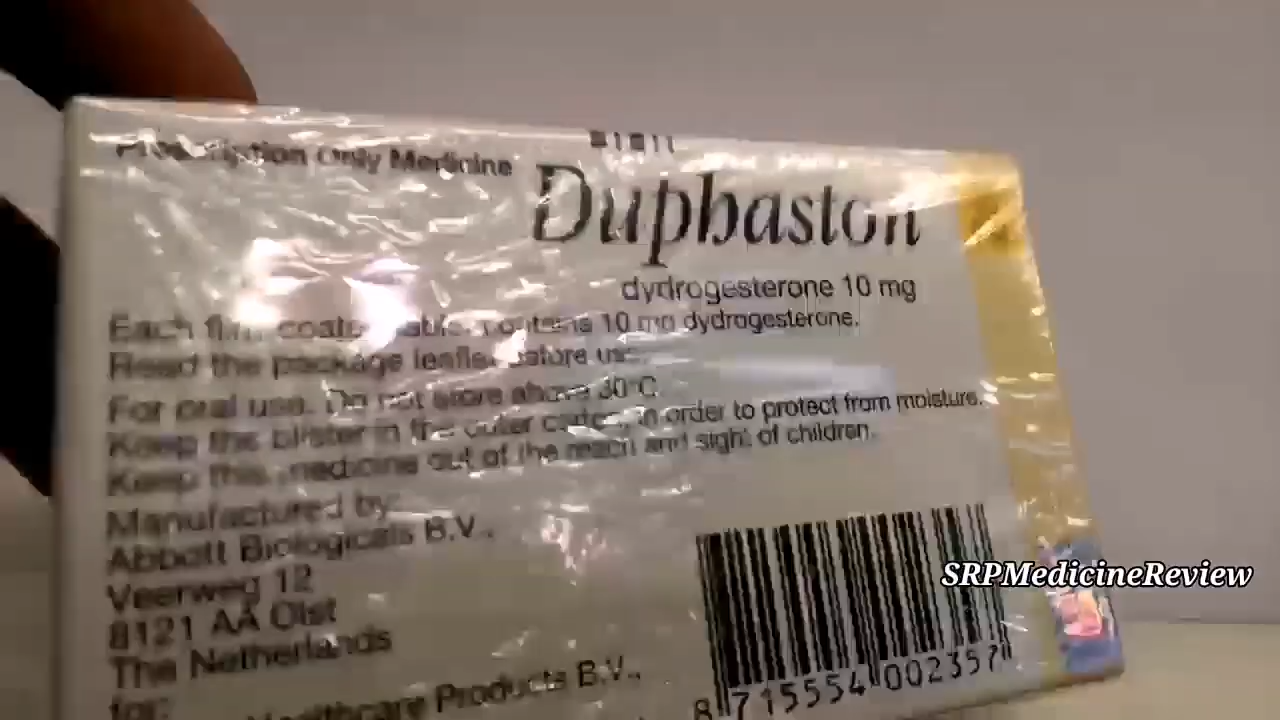 Prescription Only Medicine
Duphaston
dydrogesterone 10 mg
Each film coated tablet contains 10 mg dydrogesterone.
Read the package leaflet before use.
For oral use. Do not store above 30°C.
Keep the blister in the outer carton, in order to protect from moisture.
Keep this medicine out of the reach and sight of children.
Manufactured by:
Abbott Biologicals B.V.,
Veerweg 12
8121 AA Olst
The Netherlands
for:
Healthcare Products B.V.,
8 715554 002357
SRPMedicineReview